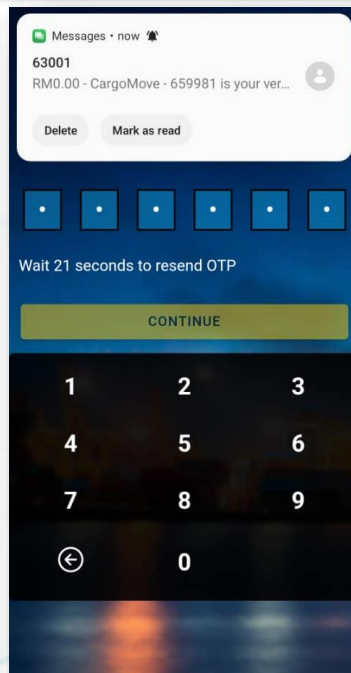 Messages • now
63001
RM0.00 - CargoMove - 659981 is your ver...
Delete Mark as read
Wait 21 seconds to resend OTP
CONTINUE
1 2 3
4 5 6
7 8 9
0